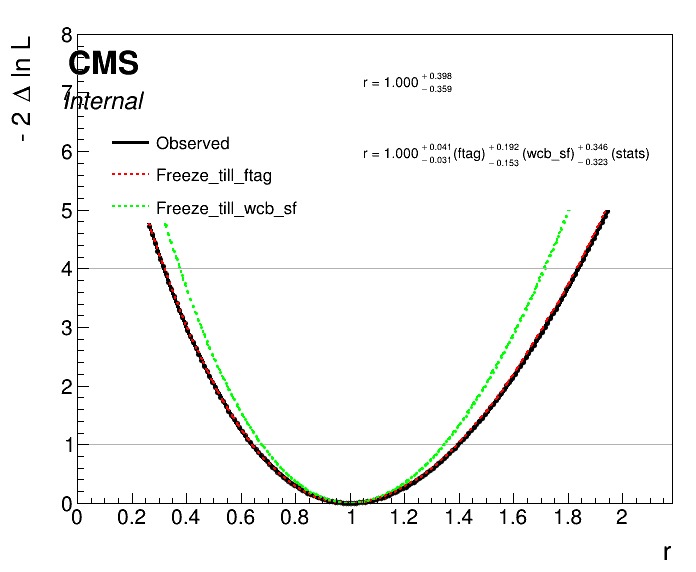 - 2 Δ ln L
8
CMS
7
Internal
r = 1.000 + 0.398 - 0.359
6
r = 1.000 + 0.041 - 0.031 (ftag) + 0.192 - 0.153 (wcb_sf) + 0.346 - 0.323 (stats)
Observed
Freeze_till_ftag
Freeze_till_wcb_sf
5
4
3
2
1
0
0 0.2 0.4 0.6 0.8 1 1.2 1.4 1.6 1.8 2
r